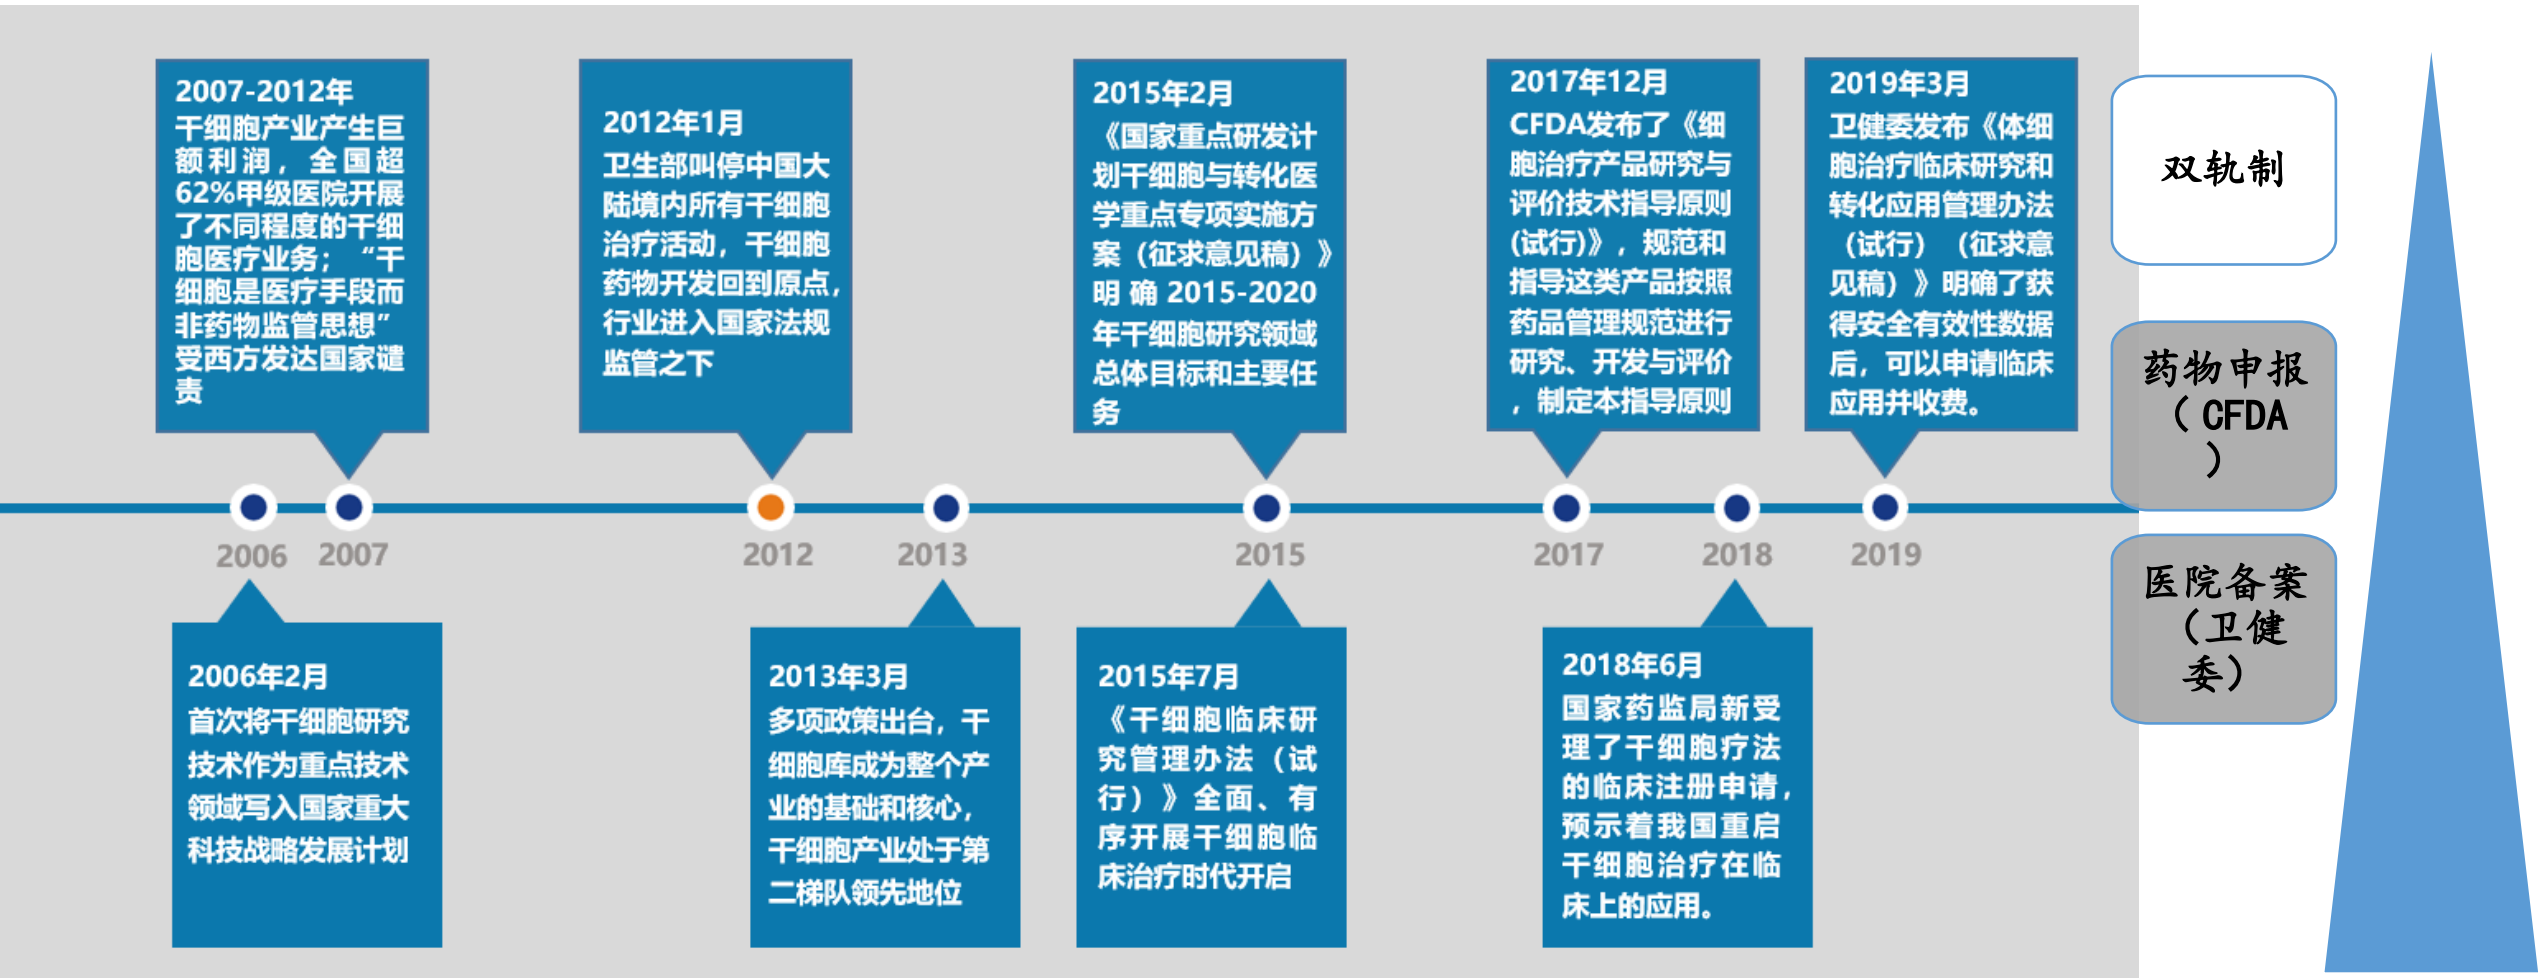 2007-2012年
干细胞产业产生巨
额利润，全国超
62%甲级医院开展
了不同程度的干细
胞医疗业务；“干
细胞是医疗手段而
非药物监管思想”
受西方发达国家谴
责
2012年1月
卫生部叫停中国大
陆境内所有干细胞
治疗活动，干细胞
药物开发回到原点，
行业进入国家法规
监管之下
2015年2月
《国家重点研发计
划干细胞与转化医
学重点专项实施方
案（征求意见稿）》
明确2015-2020
年干细胞研究领域
总体目标和主要任
务
2017年12月
CFDA发布了《细
胞治疗产品研究与
评价技术指导原则
(试行)》，规范和
指导这类产品按照
药品管理规范进行
研究、开发与评价
，制定本指导原则
2019年3月
卫健委发布《体细
胞治疗临床研究和
转化应用管理办法
（试行）（征求意
见稿）》明确了获
得安全有效性数据
后，可以申请临床
应用并收费。
2006
2007
2012
2013
2015
2017
2018
2019
2006年2月
首次将干细胞研究
技术作为重点技术
领域写入国家重大
科技战略发展计划
2013年3月
多项政策出台，干
细胞库成为整个产
业的基础和核心，
干细胞产业处于第
二梯队领先地位
2015年7月
《干细胞临床研
究管理办法（试
行）》全面、有
序开展干细胞临
床治疗时代开启
2018年6月
国家药监局新受
理了干细胞疗法
的临床注册申请，
预示着我国重启
干细胞治疗在临
床上的应用。
双轨制
药物申报
（CFDA
）
医院备案
（卫健
委）